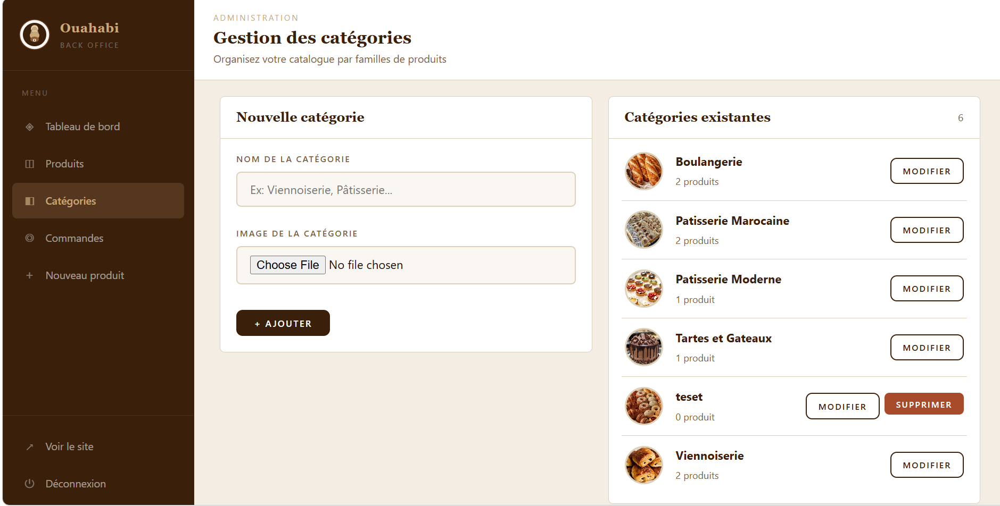 Ouahabi
BACK OFFICE
MENU
Tableau de bord
Produits
Catégories
Commandes
+ Nouveau produit
Voir le site
Déconnexion
ADMINISTRATION
Gestion des catégories
Organisez votre catalogue par familles de produits
Nouvelle catégorie
NOM DE LA CATÉGORIE
Ex: Viennoiserie, Pâtisserie...
IMAGE DE LA CATÉGORIE
Choose File No file chosen
+ AJOUTER
Catégories existantes 6
Boulangerie
2 produits
MODIFIER
Patisserie Marocaine
2 produits
MODIFIER
Patisserie Moderne
1 produit
MODIFIER
Tartes et Gateaux
1 produit
MODIFIER
teset
0 produit
MODIFIER SUPPRIMER
Viennoiserie
2 produits
MODIFIER